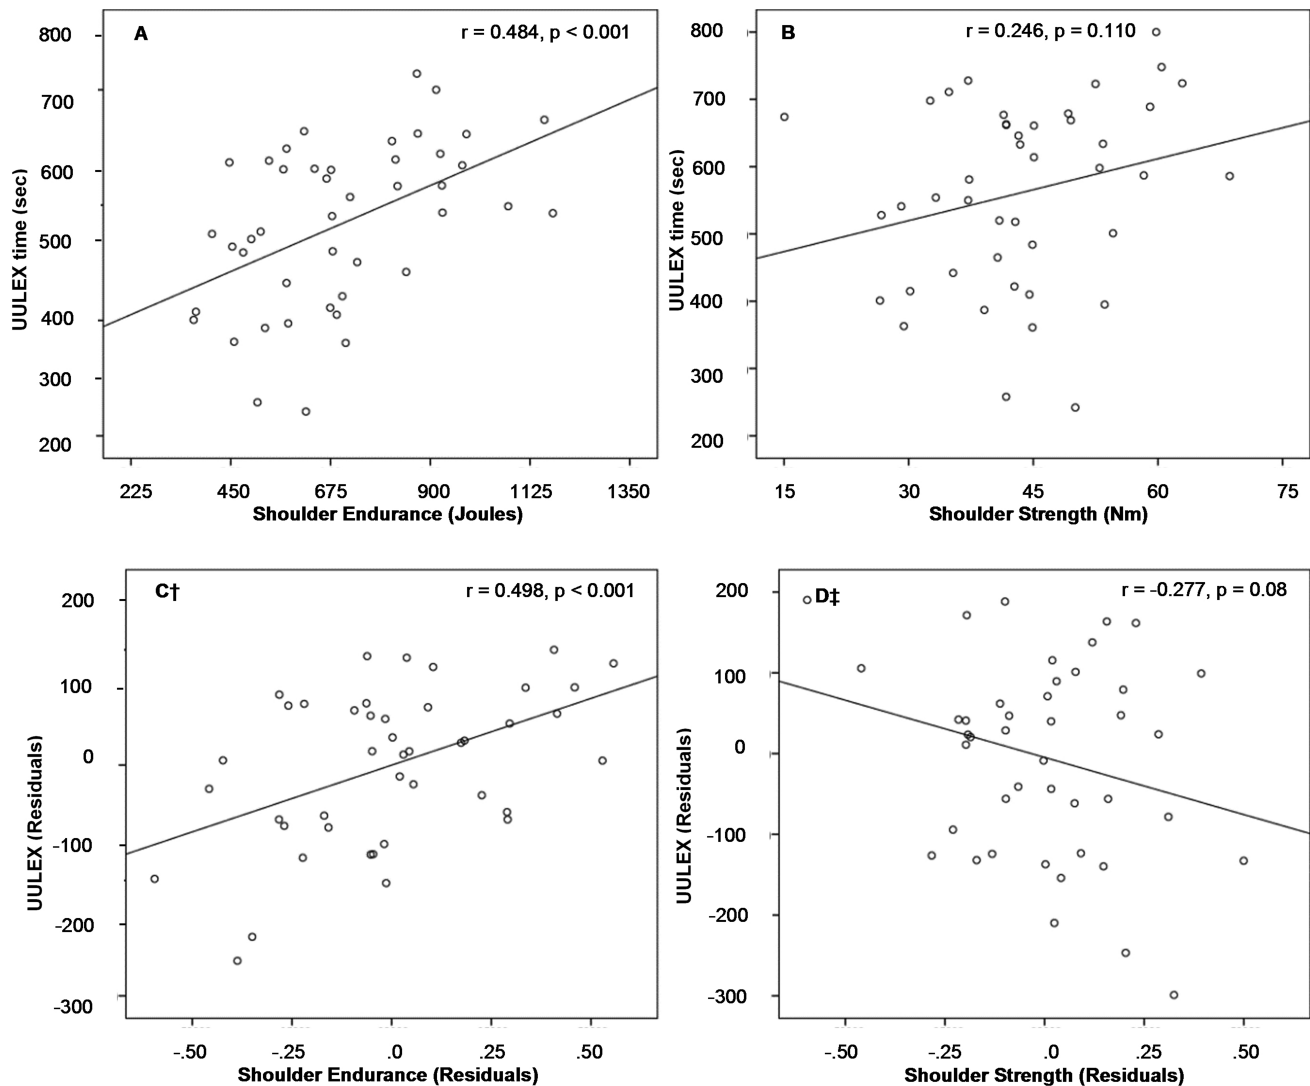 A
r = 0.484, p < 0.001
800
700
600
500
400
300
200
UULEX time (sec)
225 450 675 900 1125 1350
Shoulder Endurance (Joules)
B
r = 0.246, p = 0.110
800
700
600
500
400
300
200
UULEX time (sec)
15 30 45 60 75
Shoulder Strength (Nm)
C†
r = 0.498, p < 0.001
200
100
0
-100
-200
-300
UULEX (Residuals)
-.50 -.25 .0 .25 .50
Shoulder Endurance (Residuals)
D‡
r = -0.277, p = 0.08
200
100
0
-100
-200
-300
UULEX (Residuals)
-.50 -.25 .0 .25 .50
Shoulder Strength (Residuals)